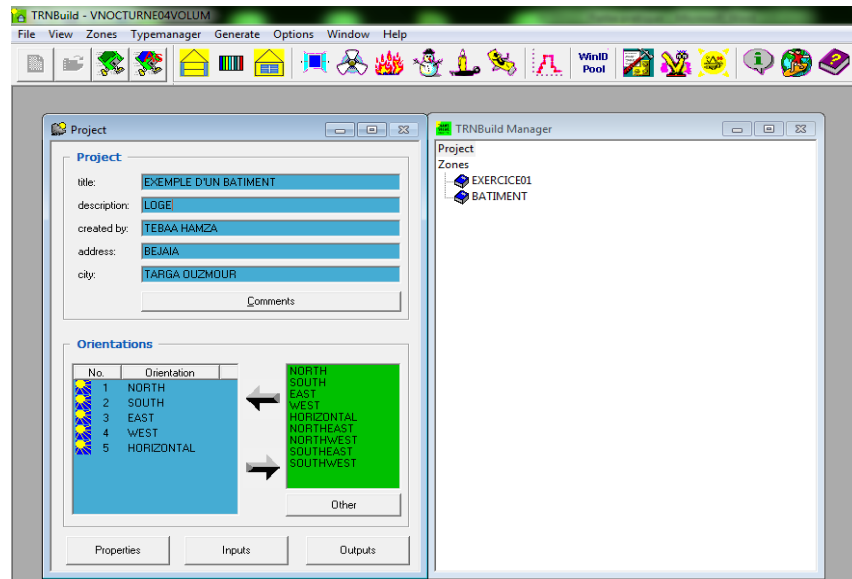 TRNBuild - VNOCTURNE04VOLUM
File View Zones Typemanager Generate Options Window Help
WinID
Pool
Project
Project
title: EXEMPLE D'UN BATIMENT
description: LOGE
created by: TEBAA HAMZA
address: BEJAIA
city: TARGA OUZMOUR
Comments
Orientations
No. Orientation
1 NORTH
2 SOUTH
3 EAST
4 WEST
5 HORIZONTAL
NORTH
SOUTH
EAST
WEST
HORIZONTAL
NORTHEAST
NORTHWEST
SOUTHEAST
SOUTHWEST
Other
Properties Inputs Outputs
TRNBuild Manager
Project
Zones
EXERCICE01
BATIMENT